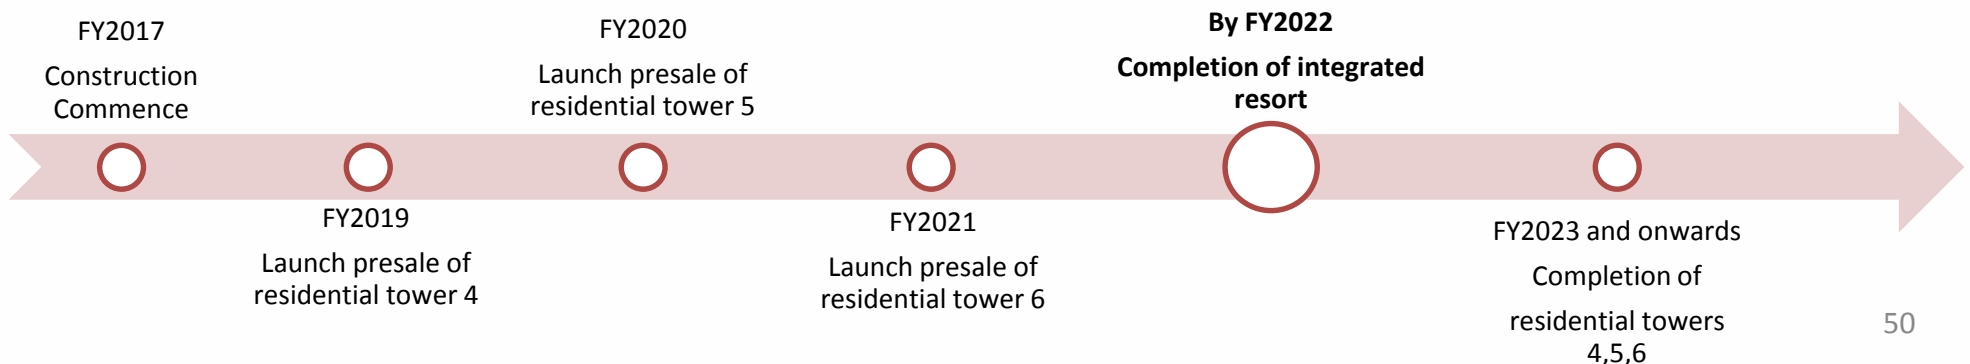 FY2017
Construction
Commence
FY2019
Launch presale of
residential tower 4
FY2020
Launch presale of
residential tower 5
FY2021
Launch presale of
residential tower 6
By FY2022
Completion of integrated
resort
FY2023 and onwards
Completion of
residential towers
4,5,6
50